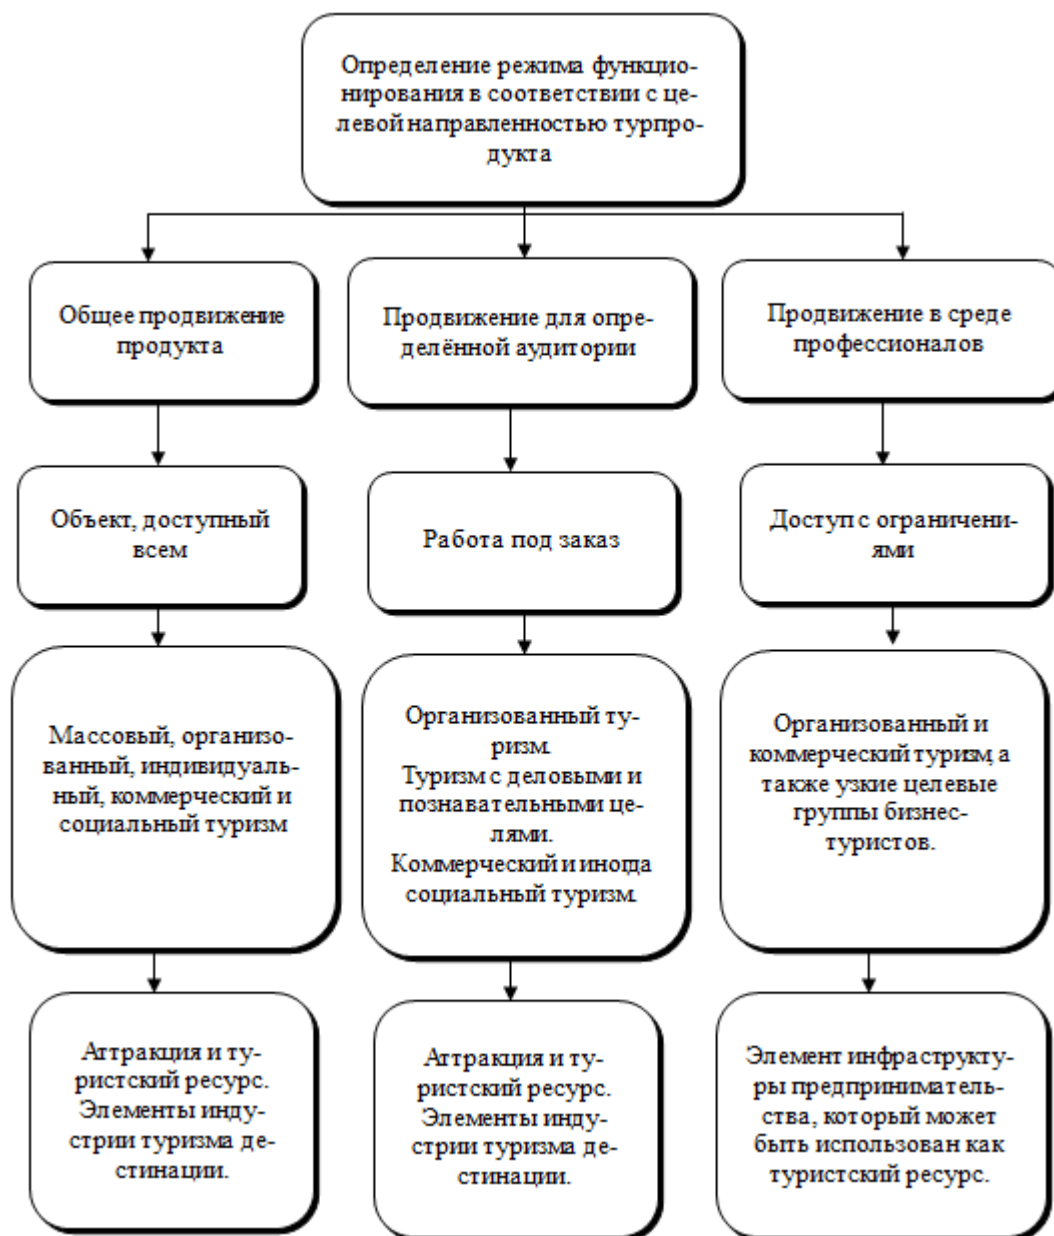 Определение режима функцио-
нирования в соответствии с це-
левой направленностью турпро-
дукта
Общее продвижение
продукта
Продвижение для опре-
делённой аудитории
Продвижение в среде
профессионалов
Объект, доступный
всем
Работа под заказ
Доступ с ограничени-
ями
Массовый, организо-
ванный, индивидуаль-
ный, коммерческий и
социальный туризм
Организованный ту-
ризм.
Туризм с деловыми и
познавательными це-
лями.
Коммерческий и иногда
социальный туризм.
Организованный и
коммерческий туризм, а
также узкие целевые
группы бизнес-
туристов.
Аттракция и ту-
ристский ресурс.
Элементы инду-
стрии туризма де-
стинации.
Аттракция и ту-
ристский ресурс.
Элементы инду-
стрии туризма де-
стинации.
Элемент инфраструкту-
ры предпринимательс-
тва, который может
быть использован как
туристский ресурс.